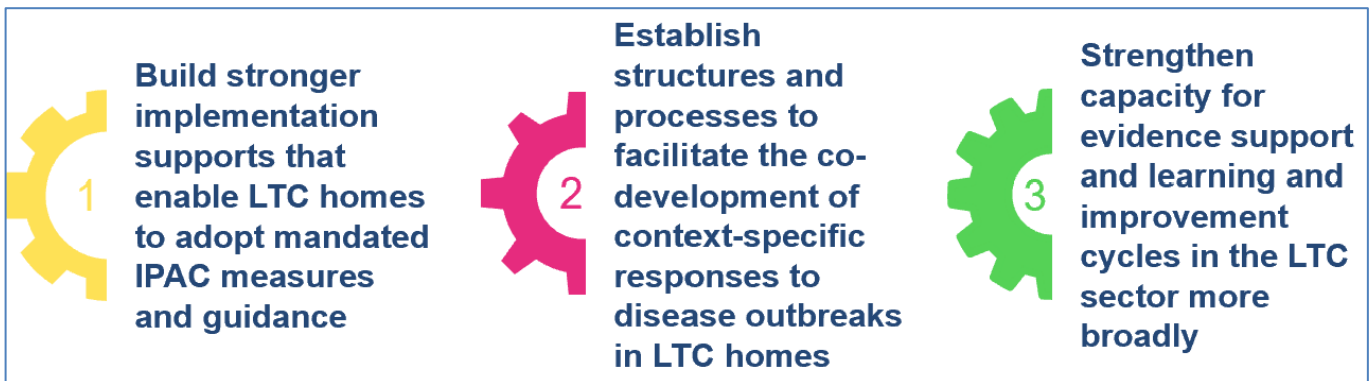 1
Build stronger
implementation
supports that
enable LTC homes
to adopt mandated
IPAC measures
and guidance
2
Establish
structures and
processes to
facilitate the co-
development of
context-specific
responses to
disease outbreaks
in LTC homes
3
Strengthen
capacity for
evidence support
and learning and
improvement
cycles in the LTC
sector more
broadly